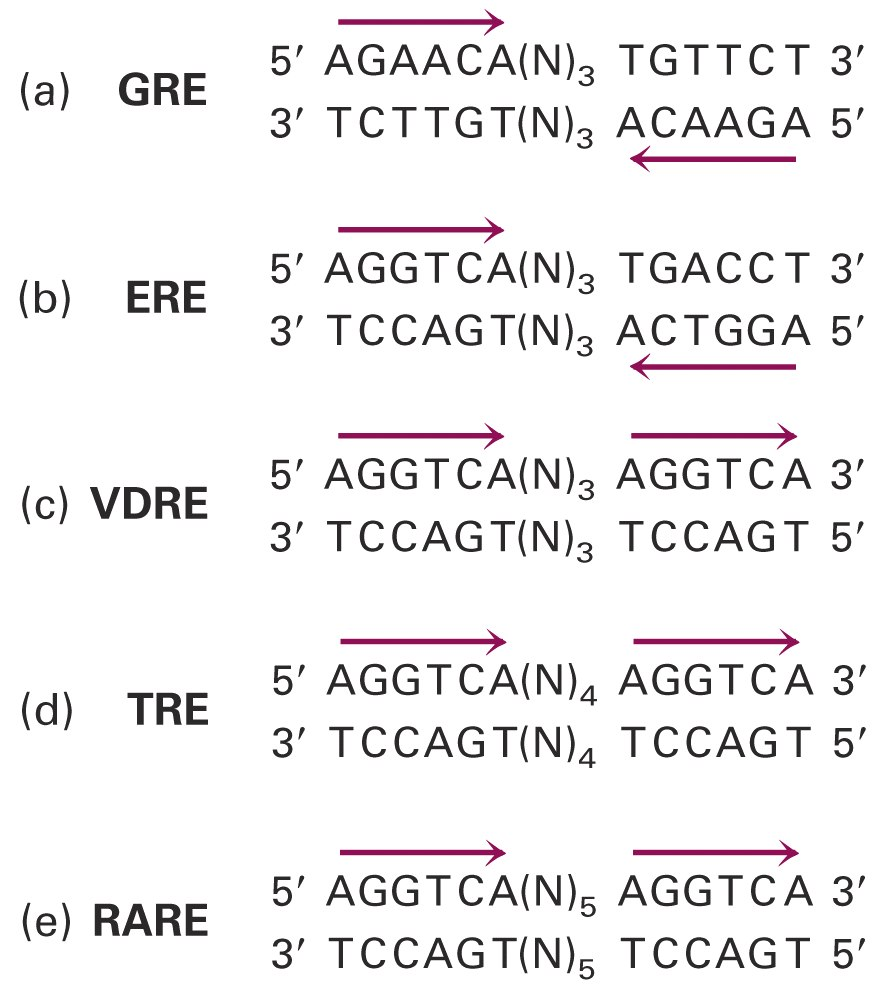 5′ AGAACA(N)₃ TGTTCT 3′
(a) GRE
3′ TCTTGT(N)₃ ACAAGA 5′
5′ AGGTCA(N)₃ TGACCT 3′
(b) ERE
3′ TCCAGT(N)₃ ACTGGA 5′
5′ AGGTCA(N)₃ AGGTCA 3′
(c) VDRE
3′ TCCAGT(N)₃ TCCAGT 5′
5′ AGGTCA(N)₄ AGGTCA 3′
(d) TRE
3′ TCCAGT(N)₄ TCCAGT 5′
5′ AGGTCA(N)₅ AGGTCA 3′
(e) RARE
3′ TCCAGT(N)₅ TCCAGT 5′